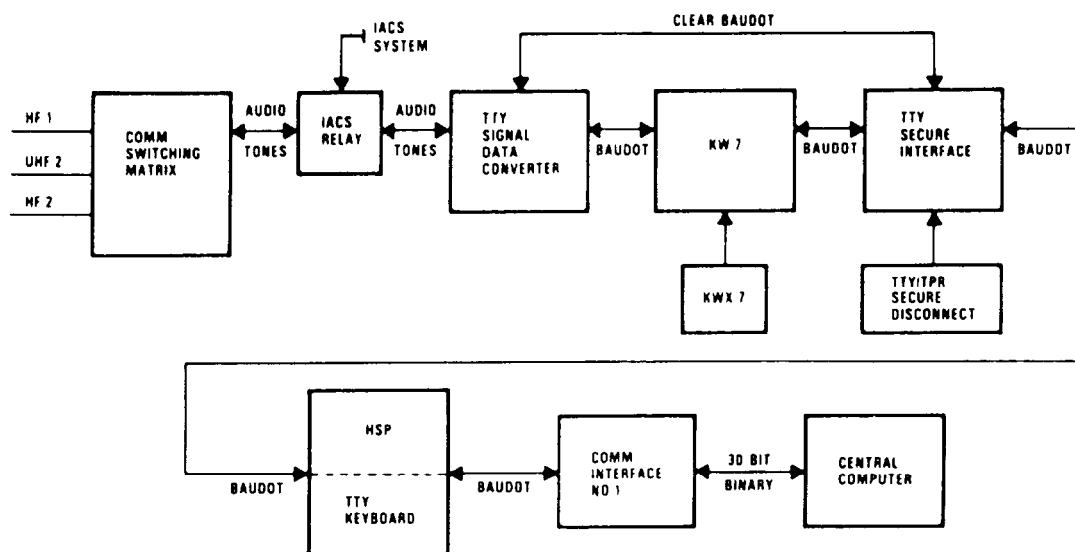 CLEAR BAUDOT
IACS
SYSTEM
HF 1
UHF 2
HF 2
COMM
SWITCHING
MATRIX
AUDIO
TONES
IACS
RELAY
AUDIO
TONES
TTY
SIGNAL
DATA
CONVERTER
BAUDOT
KW 7
BAUDOT
TTY
SECURE
INTERFACE
BAUDOT
KWX 7
TTY/TPR
SECURE
DISCONNECT
BAUDOT
HSP
TTY
KEYBOARD
BAUDOT
COMM
INTERFACE
NO 1
30 BIT
BINARY
CENTRAL
COMPUTER